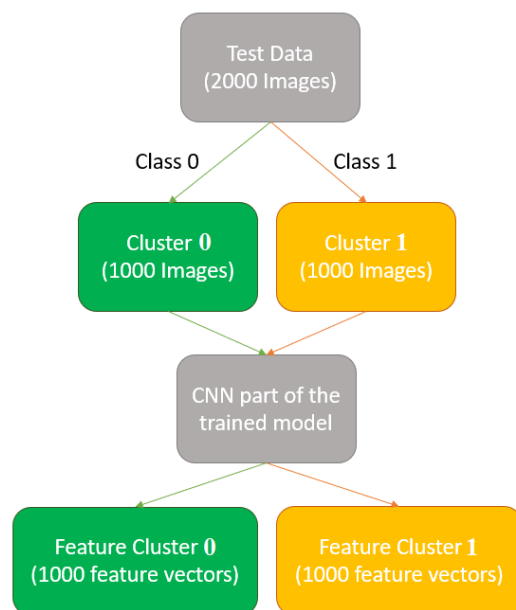 Test Data
(2000 Images)
Class 0
Class 1
Cluster 0
(1000 Images)
Cluster 1
(1000 Images)
CNN part of the
trained model
Feature Cluster 0
(1000 feature vectors)
Feature Cluster 1
(1000 feature vectors)